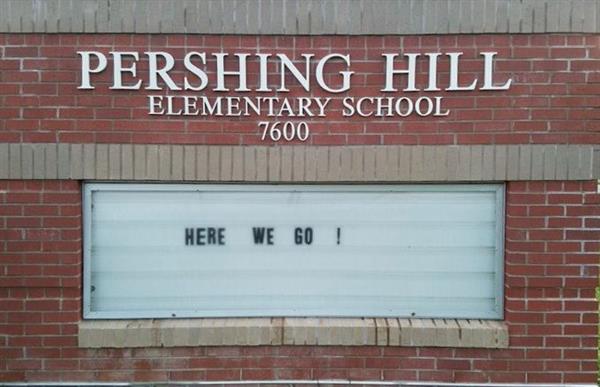 PERSHING HILL
ELEMENTARY SCHOOL
7600
HERE WE GO !